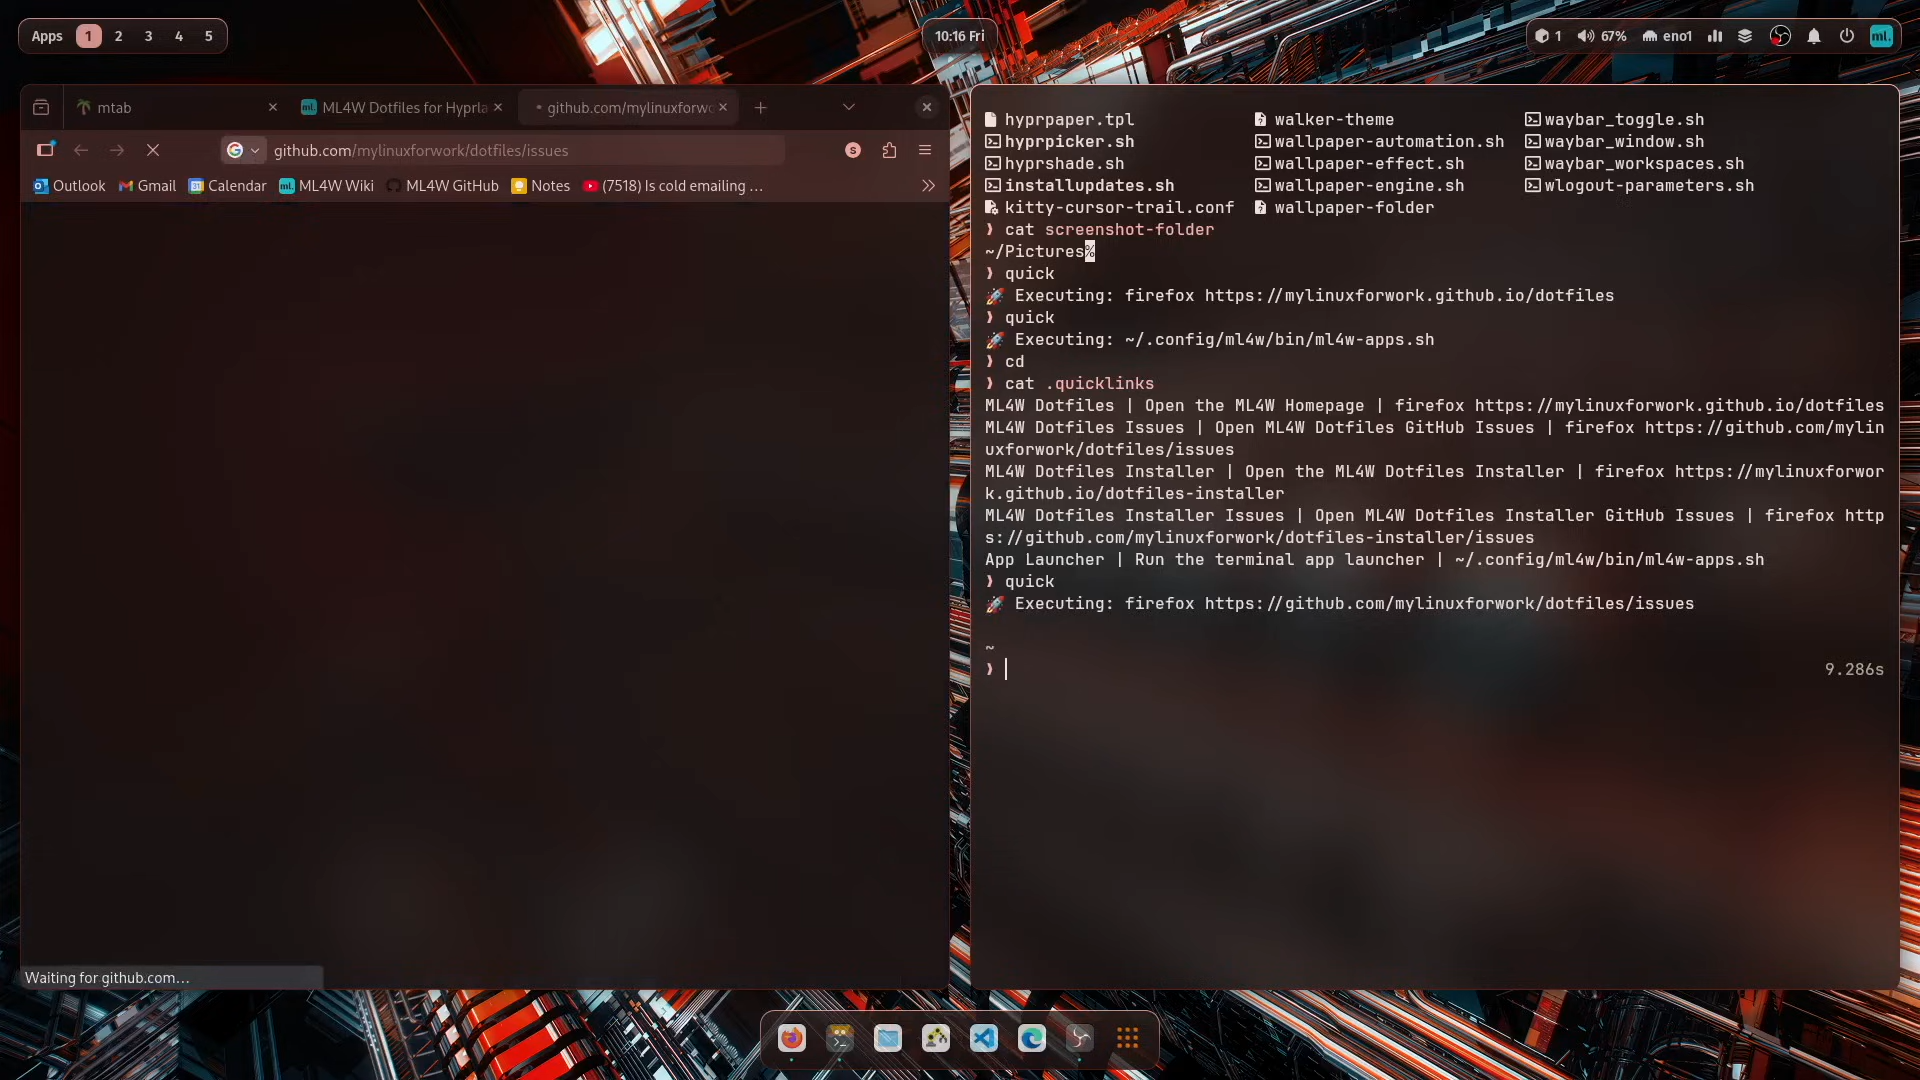 Apps 1 2 3 4 5
10:16 Fri
1 67% eno1 ml.
mtab
ML4W Dotfiles for Hyprla
github.com/mylinuxforwo
github.com/mylinuxforwork/dotfiles/issues
S
Outlook Gmail Calendar ML4W Wiki ML4W GitHub Notes (7518) Is cold emailing …
Waiting for github.com…
hyprpaper.tpl walker-theme waybar_toggle.sh
hyprpicker.sh wallpaper-automation.sh waybar_window.sh
hyprshade.sh wallpaper-effect.sh waybar_workspaces.sh
installupdates.sh wallpaper-engine.sh wlogout-parameters.sh
kitty-cursor-trail.conf wallpaper-folder
❫ cat screenshot-folder
~/Pictures%
❫ quick
🚀 Executing: firefox https://mylinuxforwork.github.io/dotfiles
❫ quick
🚀 Executing: ~/.config/ml4w/bin/ml4w-apps.sh
❫ cd
❫ cat .quicklinks
ML4W Dotfiles | Open the ML4W Homepage | firefox https://mylinuxforwork.github.io/dotfiles
ML4W Dotfiles Issues | Open ML4W Dotfiles GitHub Issues | firefox https://github.com/mylin
uxforwork/dotfiles/issues
ML4W Dotfiles Installer | Open the ML4W Dotfiles Installer | firefox https://mylinuxforwor
k.github.io/dotfiles-installer
ML4W Dotfiles Installer Issues | Open ML4W Dotfiles Installer GitHub Issues | firefox http
s://github.com/mylinuxforwork/dotfiles-installer/issues
App Launcher | Run the terminal app launcher | ~/.config/ml4w/bin/ml4w-apps.sh
❫ quick
🚀 Executing: firefox https://github.com/mylinuxforwork/dotfiles/issues
~
❫ 9.286s